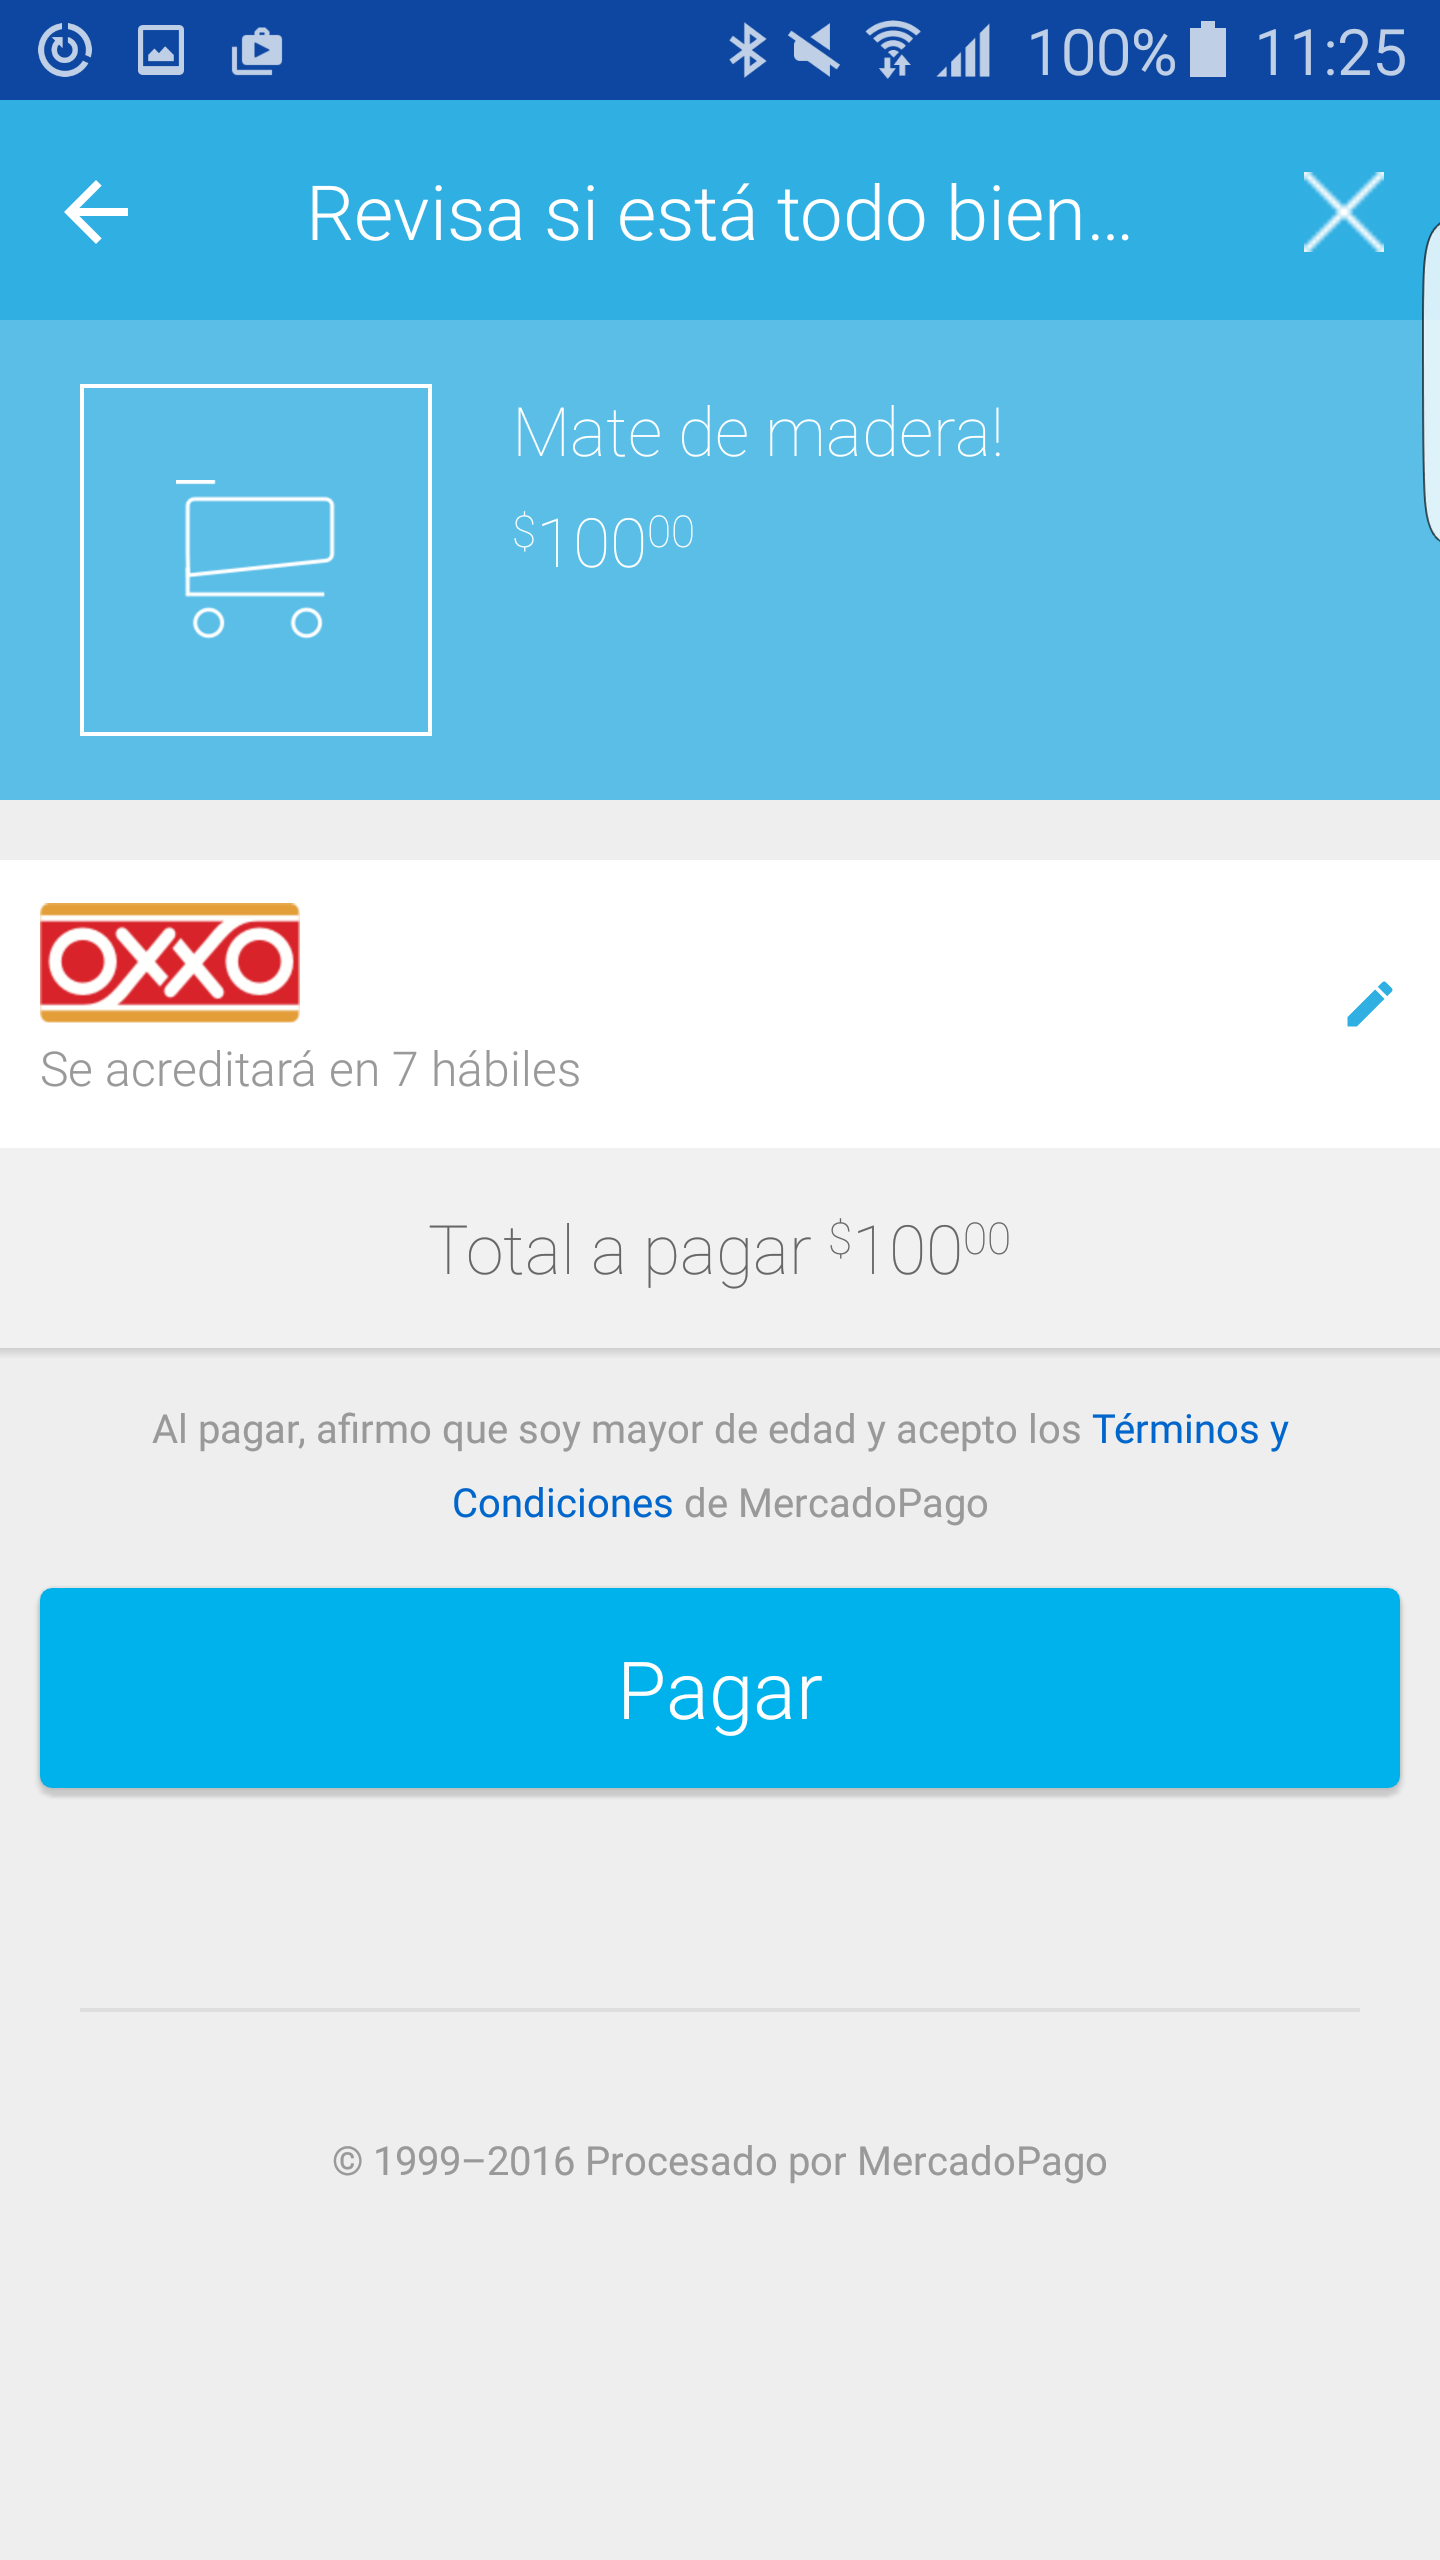 100% 11:25
Revisa si está todo bien...
Mate de madera!
$100 00
OXXO
Se acreditará en 7 hábiles
Total a pagar $100 00
Al pagar, afirmo que soy mayor de edad y acepto los Términos y
Condiciones de MercadoPago
Pagar
© 1999–2016 Procesado por MercadoPago